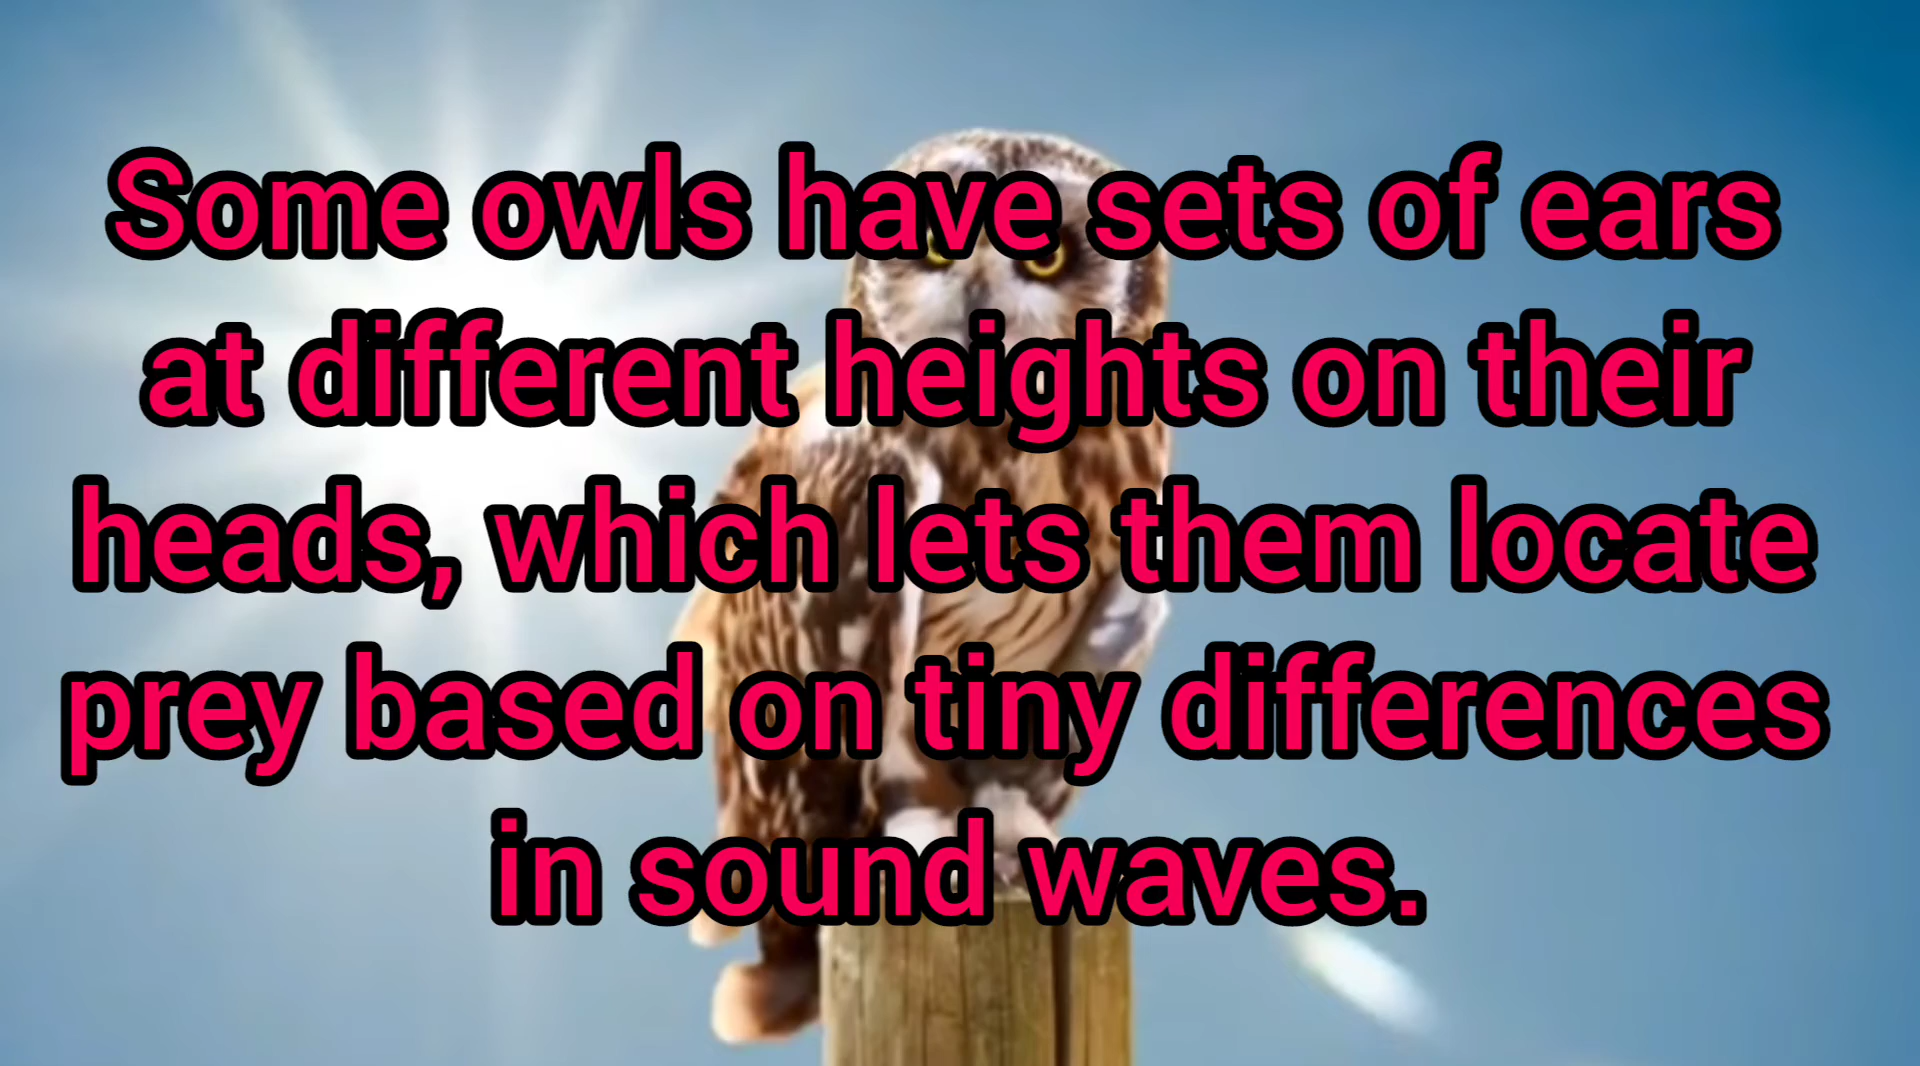 Some owls have sets of ears
at different heights on their
heads, which lets them locate
prey based on tiny differences
in sound waves.